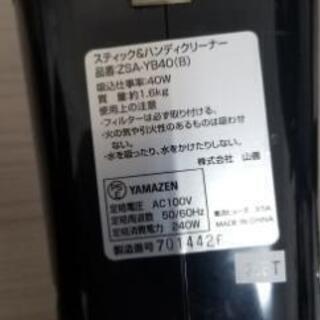 スティック&ハンディクリーナー
品番:ZSA-YB40(B)
吸込仕事率:40W
質 量:約1.6kg
使用上の注意
・フィルターは必ず取り付ける。
・火の気や引火性のあるものは吸わせ
ない。
・水を吸ったり、水をかけたりしない。
株式会社 山善
YAMAZEN
定格電圧 AC100V
定格周波数 50/60Hz
定格消費電力 240W
MADE IN CHINA
製造番号 701442F